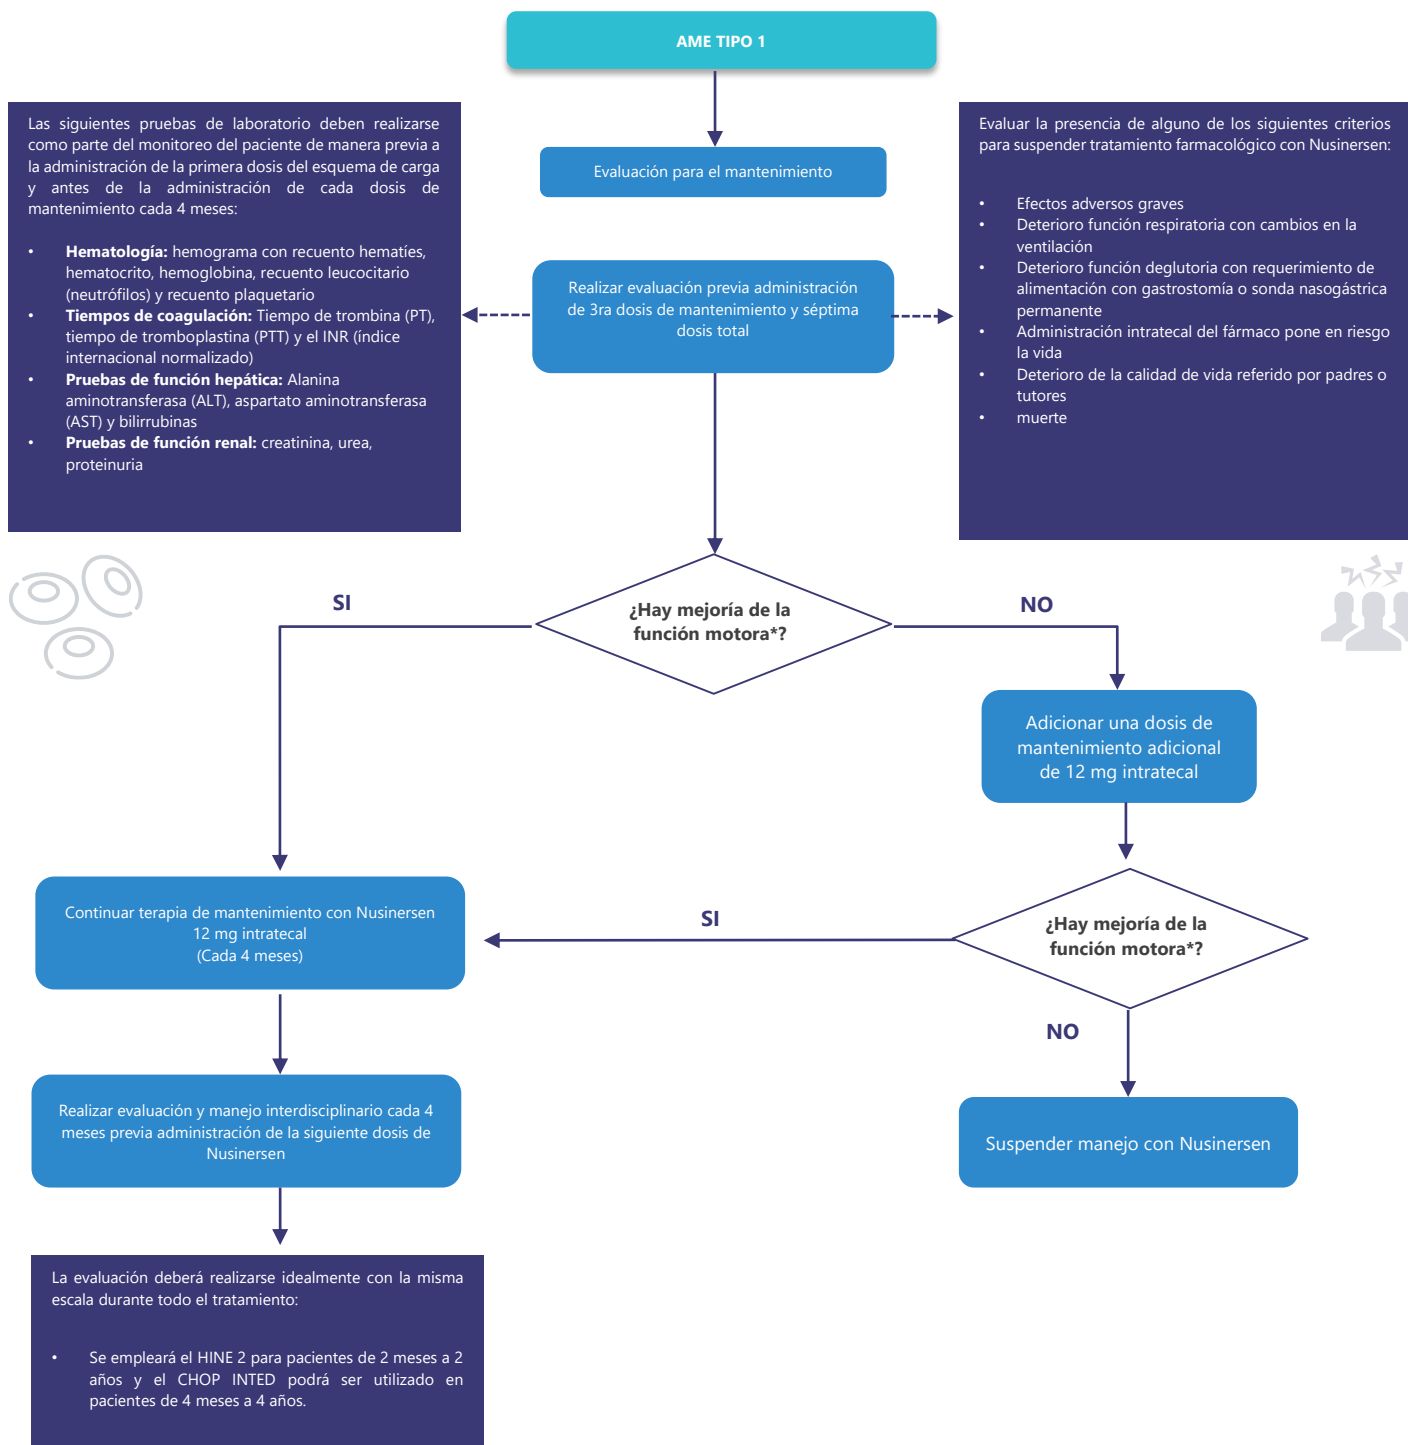 AME TIPO 1
Las siguientes pruebas de laboratorio deben realizarse
como parte del monitoreo del paciente de manera previa a
la administración de la primera dosis del esquema de carga
y antes de la administración de cada dosis de
mantenimiento cada 4 meses:
• Hematología: hemograma con recuento hematíes,
hematocrito, hemoglobina, recuento leucocitario
(neutrófilos) y recuento plaquetario
• Tiempos de coagulación: Tiempo de trombina (PT),
tiempo de tromboplastina (PTT) y el INR (índice
internacional normalizado)
• Pruebas de función hepática: Alanina
aminotransferasa (ALT), aspartato aminotransferasa
(AST) y bilirrubinas
• Pruebas de función renal: creatinina, urea,
proteinuria
Evaluación para el mantenimiento
Realizar evaluación previa administración
de 3ra dosis de mantenimiento y séptima
dosis total
Evaluar la presencia de alguno de los siguientes criterios
para suspender tratamiento farmacológico con Nusinersen:
• Efectos adversos graves
• Deterioro función respiratoria con cambios en la
ventilación
• Deterioro función deglutoria con requerimiento de
alimentación con gastrostomía o sonda nasogástrica
permanente
• Administración intratecal del fármaco pone en riesgo
la vida
• Deterioro de la calidad de vida referido por padres o
tutores
• muerte
SI
¿Hay mejoría de la
función motora*?
NO
Adicionar una dosis de
mantenimiento adicional
de 12 mg intratecal
Continuar terapia de mantenimiento con Nusinersen
12 mg intratecal
(Cada 4 meses)
SI
¿Hay mejoría de la
función motora*?
NO
Realizar evaluación y manejo interdisciplinario cada 4
meses previa administración de la siguiente dosis de
Nusinersen
Suspender manejo con Nusinersen
La evaluación deberá realizarse idealmente con la misma
escala durante todo el tratamiento:
• Se empleará el HINE 2 para pacientes de 2 meses a 2
años y el CHOP INTED podrá ser utilizado en
pacientes de 4 meses a 4 años.